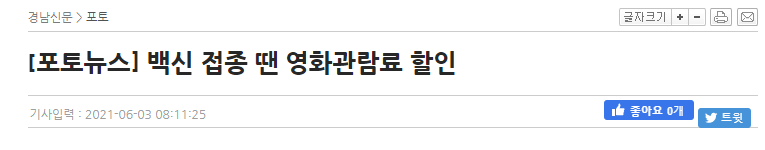 경남신문 > 포토
글자크기 + -
[포토뉴스] 백신 접종 땐 영화관람료 할인
기사입력 : 2021-06-03 08:11:25
좋아요 0개
트윗